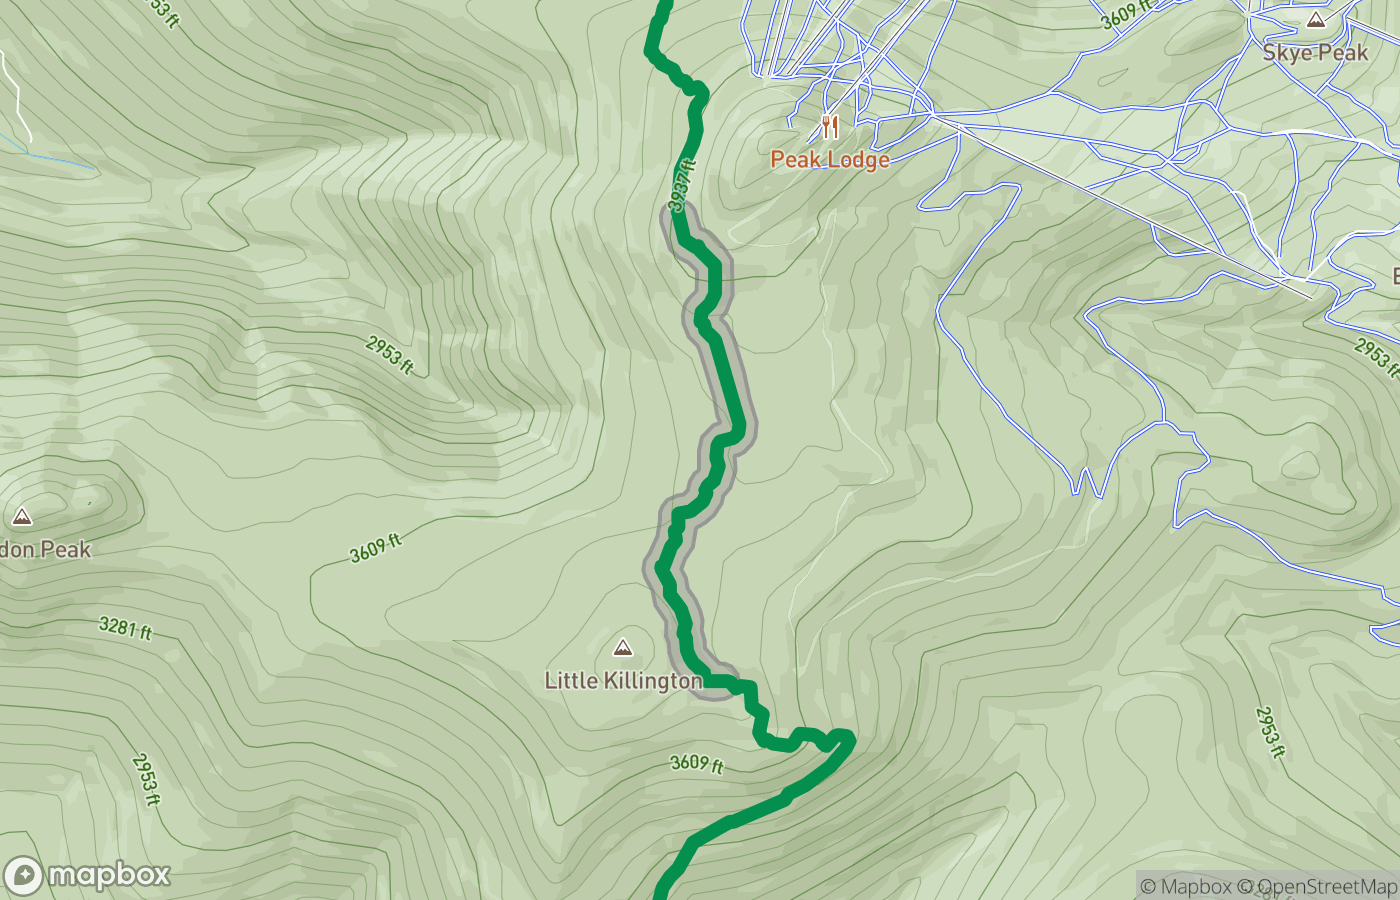 3609 ft
Skye Peak
Peak Lodge
3937 ft
2953 ft
2953 ft
don Peak
3609 ft
3281 ft
Little Killington
3609 ft
2953 ft
2953 ft
mapbox
© Mapbox © OpenStreetMap